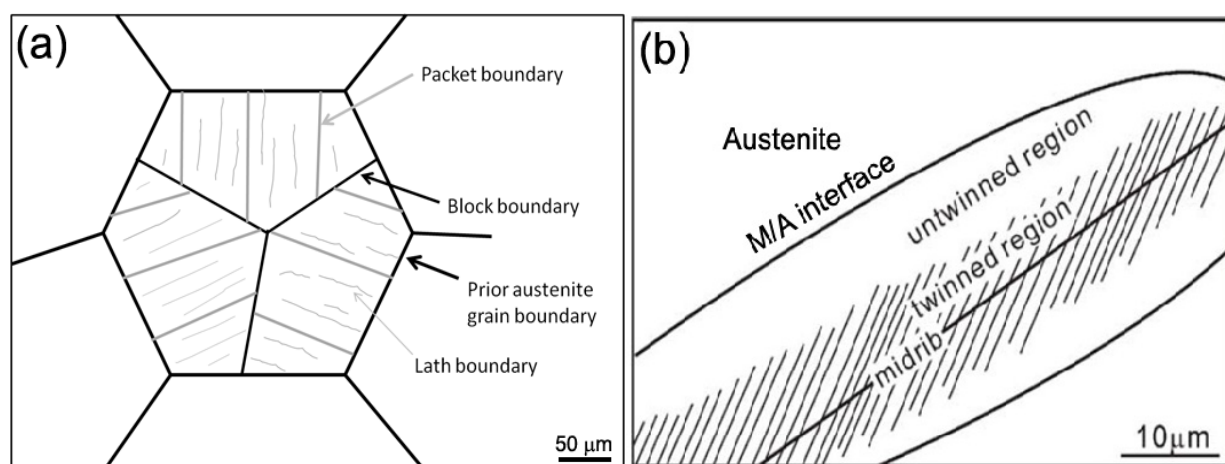 (a)
Packet boundary
Block boundary
Prior austenite
grain boundary
Lath boundary
50 μm
(b)
Austenite
M/A interface
untwinned region
twinned region
midrib
10μm